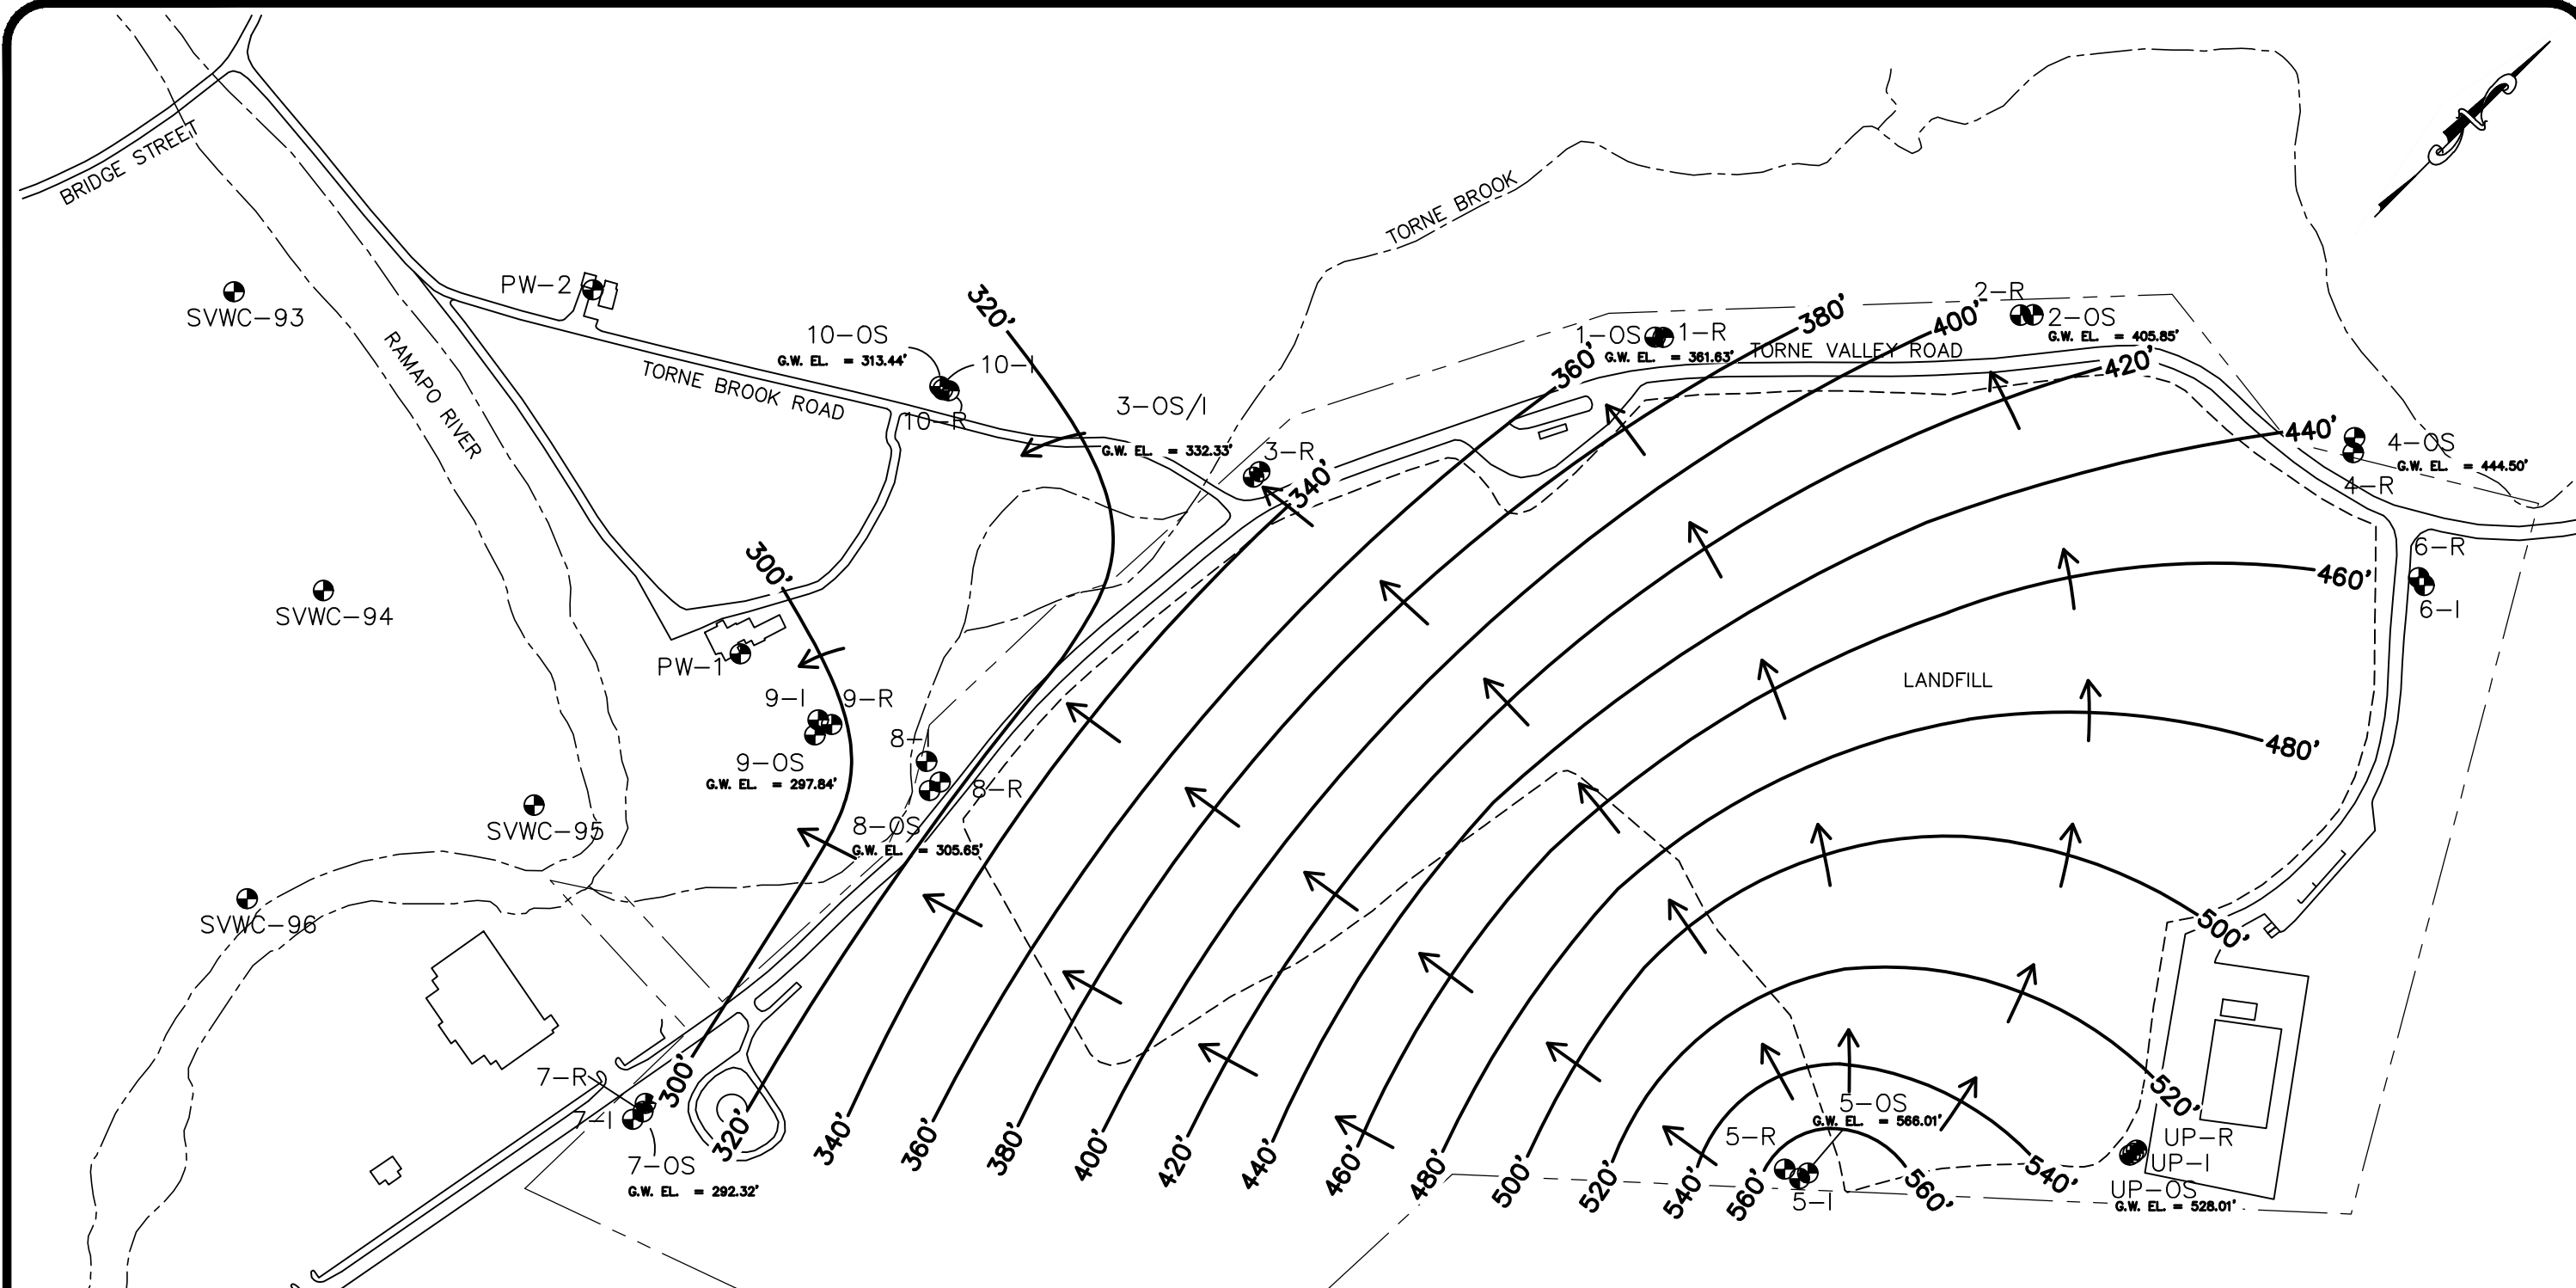 BRIDGE STREET
TORNE BROOK
SVWC-93
RAMAPO RIVER
PW-2
10-OS
G.W. EL. = 313.44'
10-I
10-R
TORNE BROOK ROAD
320'
3-OS/I
G.W. EL. = 332.33'
3-R
340'
1-OS
1-R
G.W. EL. = 361.63'
360'
380'
400'
TORNE VALLEY ROAD
2-R
2-OS
G.W. EL. = 405.85'
420'
440'
4-OS
G.W. EL. = 444.50'
4-R
6-R
6-I
460'
SVWC-94
300'
PW-1
9-I
9-R
9-OS
G.W. EL. = 297.84'
8-I
8-R
8-OS
G.W. EL. = 305.65'
LANDFILL
480'
SVWC-95
SVWC-96
500'
520'
7-R
7-I
7-OS
G.W. EL. = 292.32'
300'
320'
340'
360'
380'
400'
420'
440'
460'
480'
500'
520'
540'
560'
5-OS
G.W. EL. = 566.01'
5-R
5-I
560'
540'
UP-R
UP-I
UP-OS
G.W. EL. = 528.01'